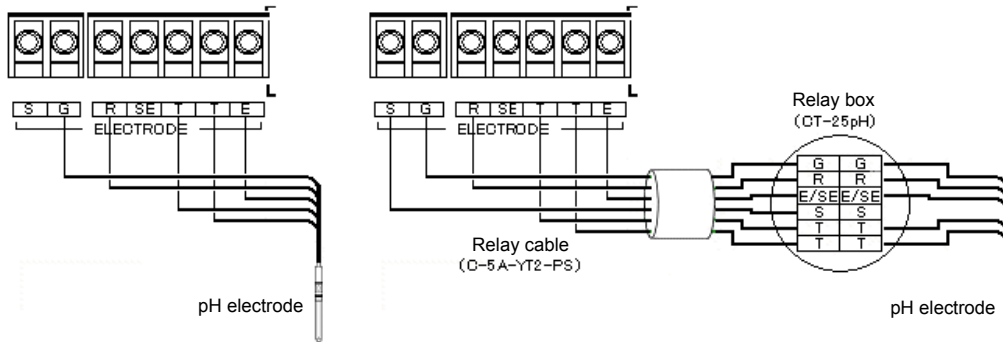 S G R SE T T E
ELECTRODE
pH electrode
S G R SE T T E
ELECTRODE
Relay cable
(C-5A-YT2-PS)
Relay box
(CT-25pH)
G G
R R
E/SE E/SE
S S
T T
T T
pH electrode